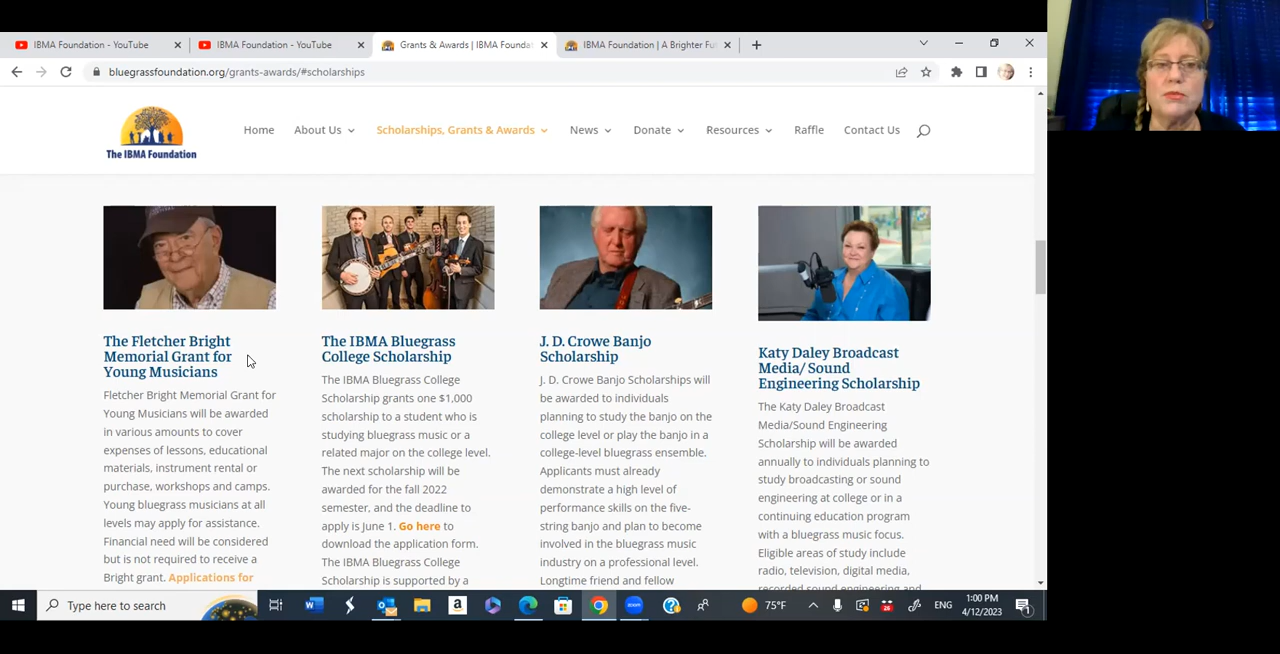 IBMA Foundation - YouTube
IBMA Foundation - YouTube
Grants & Awards | IBMA Founda
IBMA Foundation | A Brighter Fu
bluegrassfoundation.org/grants-awards/#scholarships
The IBMA Foundation
Home
About Us
Scholarships, Grants & Awards
News
Donate
Resources
Raffle
Contact Us
The Fletcher Bright
Memorial Grant for
Young Musicians
Fletcher Bright Memorial Grant for
Young Musicians will be awarded
in various amounts to cover
expenses of lessons, educational
materials, instrument rental or
purchase, workshops and camps.
Young bluegrass musicians at all
levels may apply for assistance.
Financial need will be considered
but is not required to receive a
Bright grant. Applications for
The IBMA Bluegrass
College Scholarship
The IBMA Bluegrass College
Scholarship grants one $1,000
scholarship to a student who is
studying bluegrass music or a
related major on the college level.
The next scholarship will be
awarded for the fall 2022
semester, and the deadline to
apply is June 1. Go here to
download the application form.
The IBMA Bluegrass College
Scholarship is supported by a
J. D. Crowe Banjo
Scholarship
J. D. Crowe Banjo Scholarships will
be awarded to individuals
planning to study the banjo on the
college level or play the banjo in a
college-level bluegrass ensemble.
Applicants must already
demonstrate a high level of
performance skills on the five-
string banjo and plan to become
involved in the bluegrass music
industry on a professional level.
Longtime friend and fellow
Katy Daley Broadcast
Media/ Sound
Engineering Scholarship
The Katy Daley Broadcast
Media/Sound Engineering
Scholarship will be awarded
annually to individuals planning to
study broadcasting or sound
engineering at college or in a
continuing education program
with a bluegrass music focus.
Eligible areas of study include
radio, television, digital media,
recorded sound engineering and
Type here to search
75°F
ENG
1:00 PM
4/12/2023